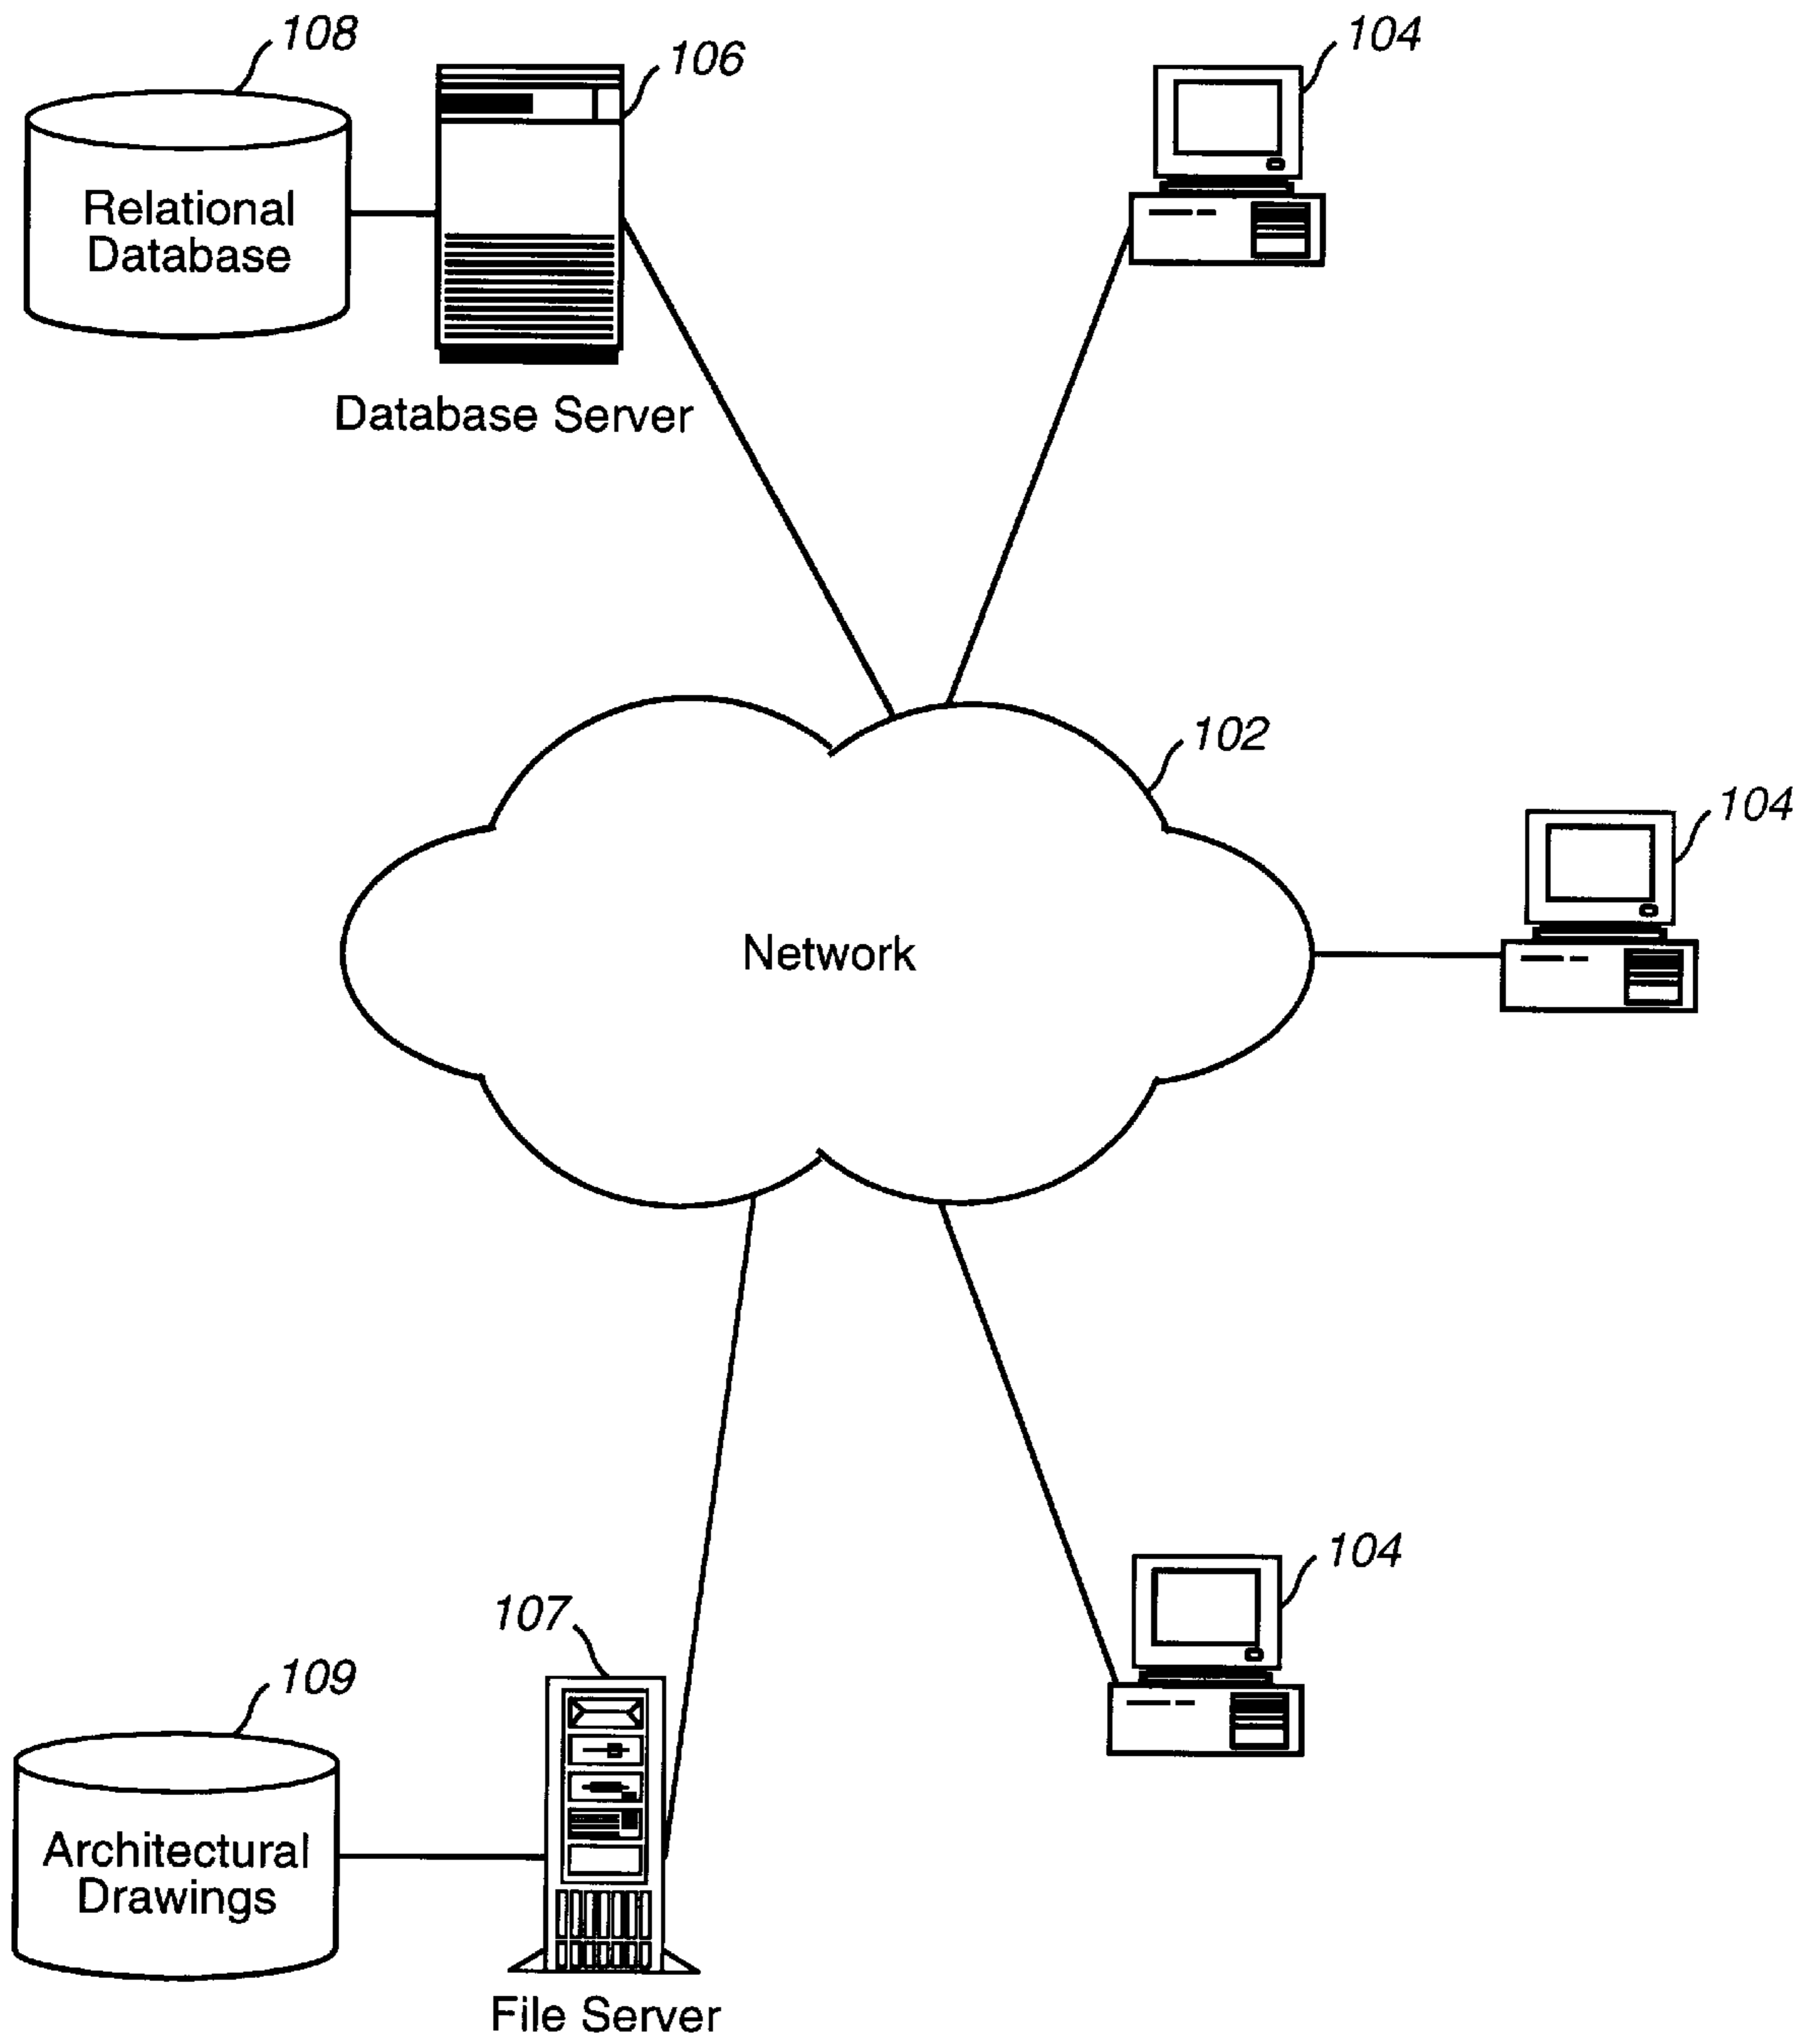 108
106
104
Relational
Database
Database Server
102
104
Network
104
107
109
Architectural
Drawings
File Server